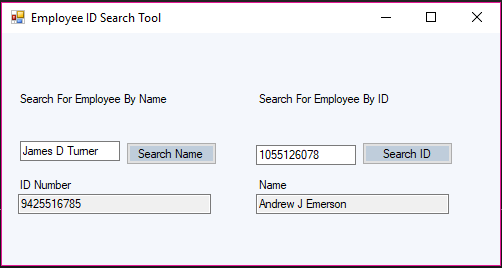 Employee ID Search Tool
Search For Employee By Name
Search For Employee By ID
James D Turner
Search Name
1055126078
Search ID
ID Number
Name
9425516785
Andrew J Emerson